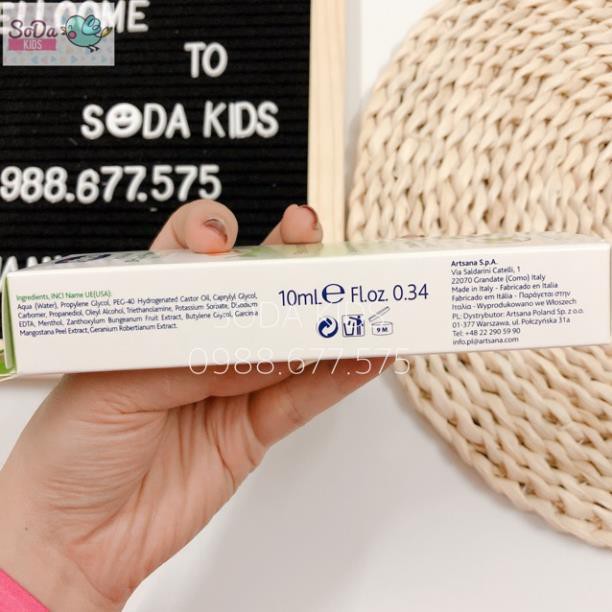 WELCOME
SoDa
KIDS
TO
SODA KIDS
988.677.575
Ingredients, INCI Name UE(USA):
Aqua (Water), Propylene Glycol, PEG-40 Hydrogenated Castor Oil, Caprylyl Glycol,
Carbomer, Propanediol, Oleyl Alcohol, Triethanolamine, Potassium Sorbate, Disodium
EDTA, Menthol, Zanthoxylum Bungeanum Fruit Extract, Butylene Glycol, Garcinia
Mangostana Peel Extract, Geranium Robertianum Extract.
10mLe Fl.oz. 0.34
9 M
Artsana S.p.A.
Via Saldarini Catelli, 1
22070 Grandate (Como) Italy
Made in Italy - Fabricado en Italia
Fabricado em Itália - Παράγεται στην
Ιταλία - Wyprodukowano we Włoszech
PL: Dystrybutor: Artsana Poland Sp. z o.o.
01-377 Warszawa, ul. Połczyńska 31a
Tel: +48 22 290 59 90
info.pl@artsana.com
SODA KIDS
0988.677.575